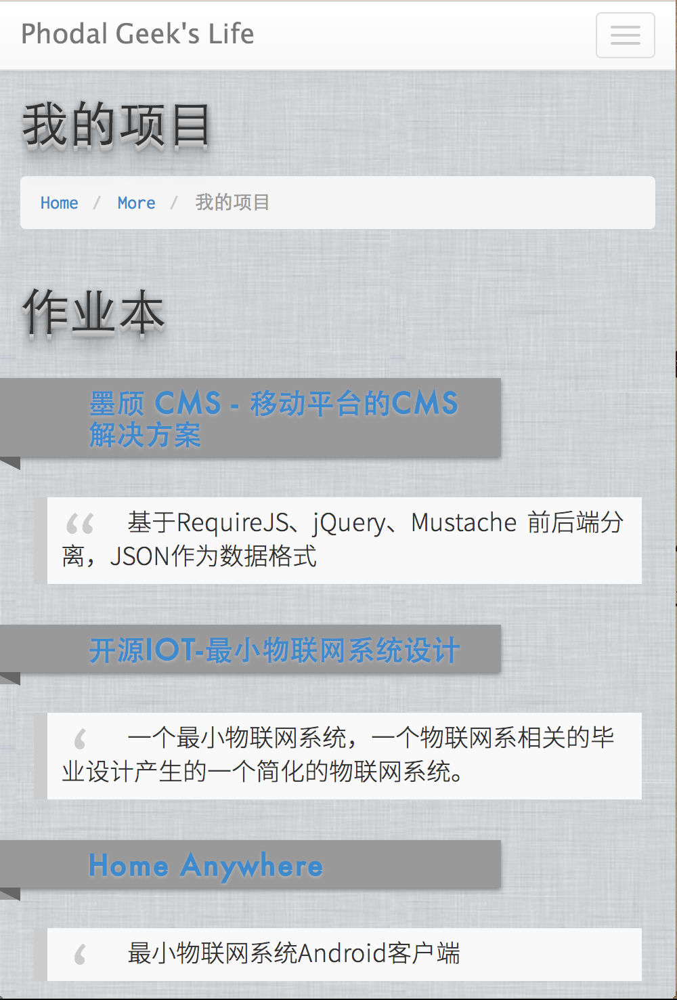 Phodal Geek's Life
我的项目
Home / More / 我的项目
作业本
墨颀 CMS - 移动平台的CMS
解决方案
“ 基于RequireJS、jQuery、Mustache 前后端分
离，JSON作为数据格式
开源IOT-最小物联网系统设计
‘ 一个最小物联网系统，一个物联网系相关的毕
业设计产生的一个简化的物联网系统。
Home Anywhere
‘ 最小物联网系统Android客户端